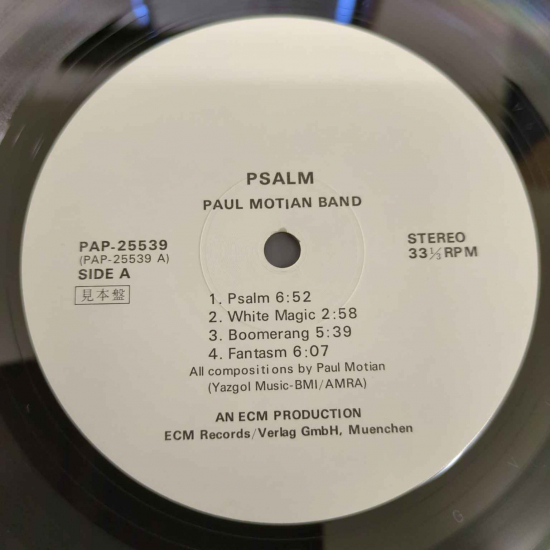 PSALM
PAUL MOTIAN BAND
PAP-25539
(PAP-25539 A)
SIDE A
見本盤
STEREO
33⅓RPM
1. Psalm 6:52
2. White Magic 2:58
3. Boomerang 5:39
4. Fantasm 6:07
All compositions by Paul Motian
(Yazgol Music-BMI/AMRA)
AN ECM PRODUCTION
ECM Records/Verlag GmbH, Muenchen